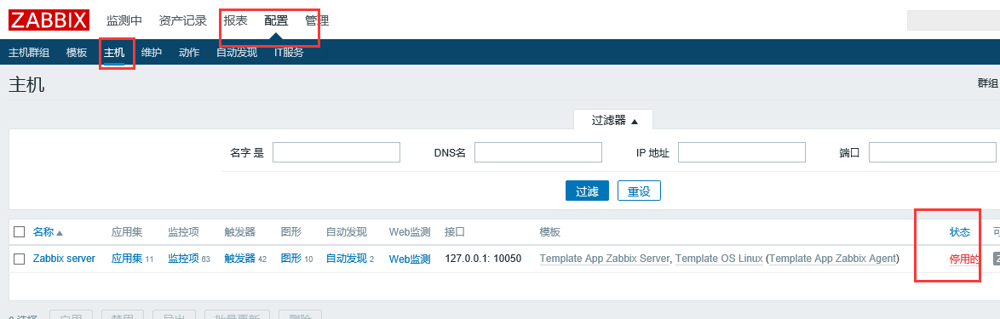 ZABBIX 监测中 资产记录 报表 配置 管理
主机群组 模板 主机 维护 动作 自动发现 IT服务
主机
群组
过滤器
名字 是 DNS名 IP 地址 端口
过滤 重设
名称 应用集 监控项 触发器 图形 自动发现 Web监测 接口 模板 状态
Zabbix server 应用集 11 监控项 63 触发器 42 图形 10 自动发现 2 Web监测 127.0.0.1: 10050 Template App Zabbix Server, Template OS Linux (Template App Zabbix Agent) 停用的 Z
0 选择 启用 禁用 导出 批量更新 删除